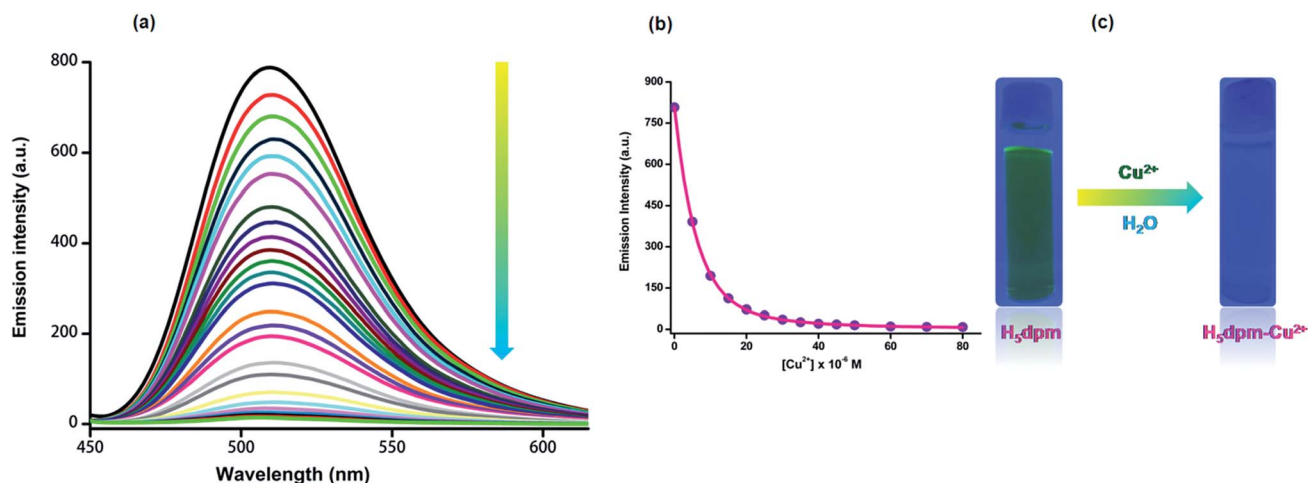 (a)
800
600
400
200
0
Emission intensity (a.u.)
450
500
550
600
Wavelength (nm)
(b)
900
750
600
450
300
150
0
Emission Intensity (a.u.)
0
20
40
60
80
[Cu²⁺] x 10⁻⁶ M
(c)
Cu²⁺
H₂O
H₅dpm
H₅dpm-Cu²⁺